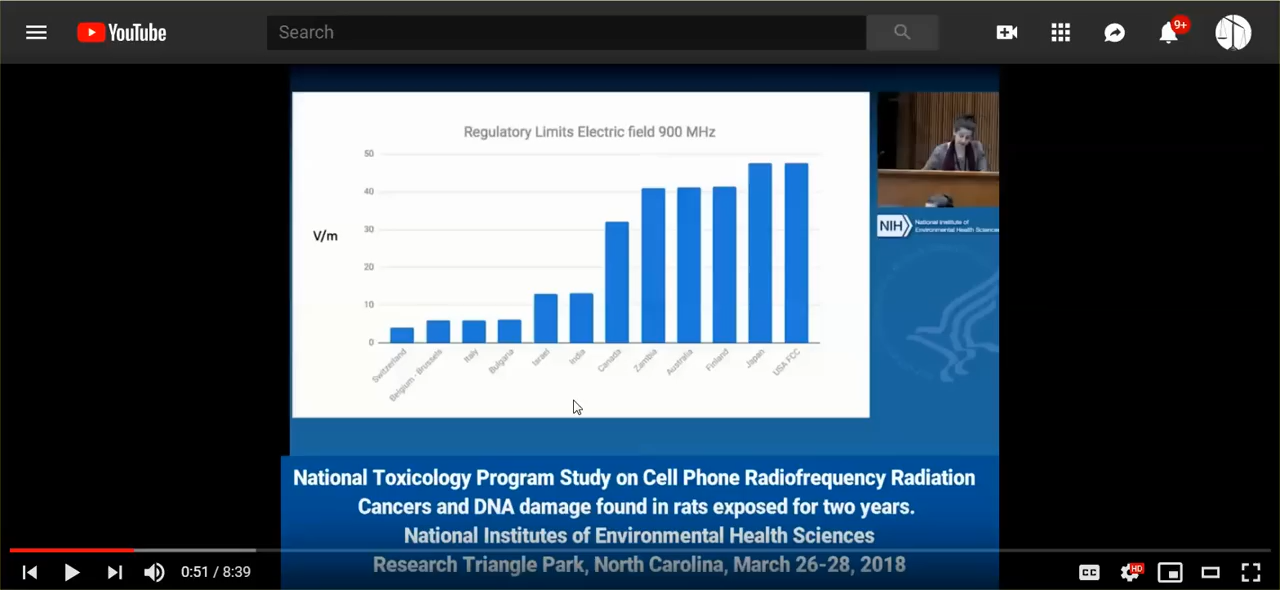 YouTube
Search
9+
Regulatory Limits Electric field 900 MHz
50
40
30
20
10
0
V/m
Switzerland
Belgium - Brussels
Italy
Bulgaria
Israel
India
Canada
Zambia
Australia
Finland
Japan
USA FCC
NIH
National Institute of
Environmental Health Sciences
National Toxicology Program Study on Cell Phone Radiofrequency Radiation
Cancers and DNA damage found in rats exposed for two years.
National Institutes of Environmental Health Sciences
Research Triangle Park, North Carolina, March 26-28, 2018
0:51 / 8:39
CC
HD